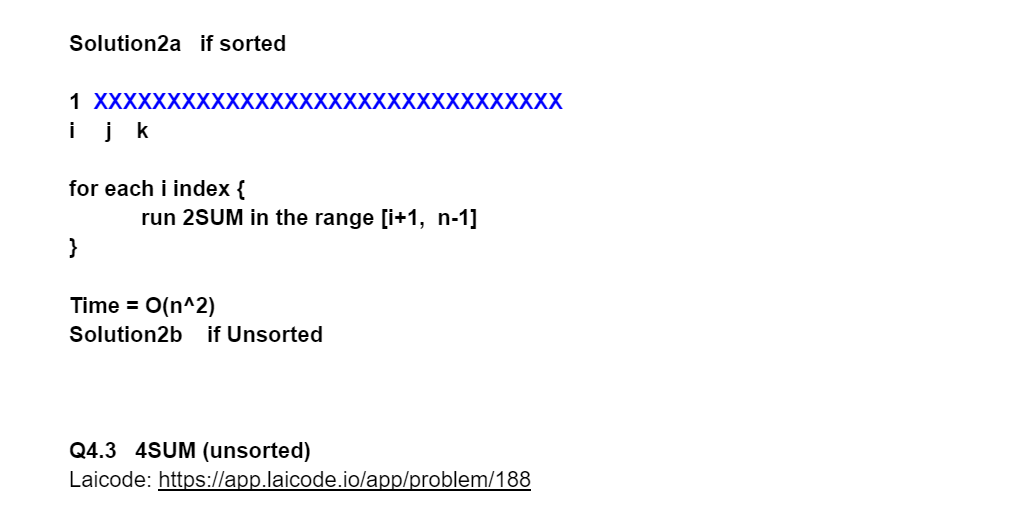 Solution2a if sorted
1 XXXXXXXXXXXXXXXXXXXXXXXXXXXXXXXX
i j k
for each i index {
run 2SUM in the range [i+1, n-1]
}
Time = O(n^2)
Solution2b if Unsorted
Q4.3 4SUM (unsorted)
Laicode: https://app.laicode.io/app/problem/188